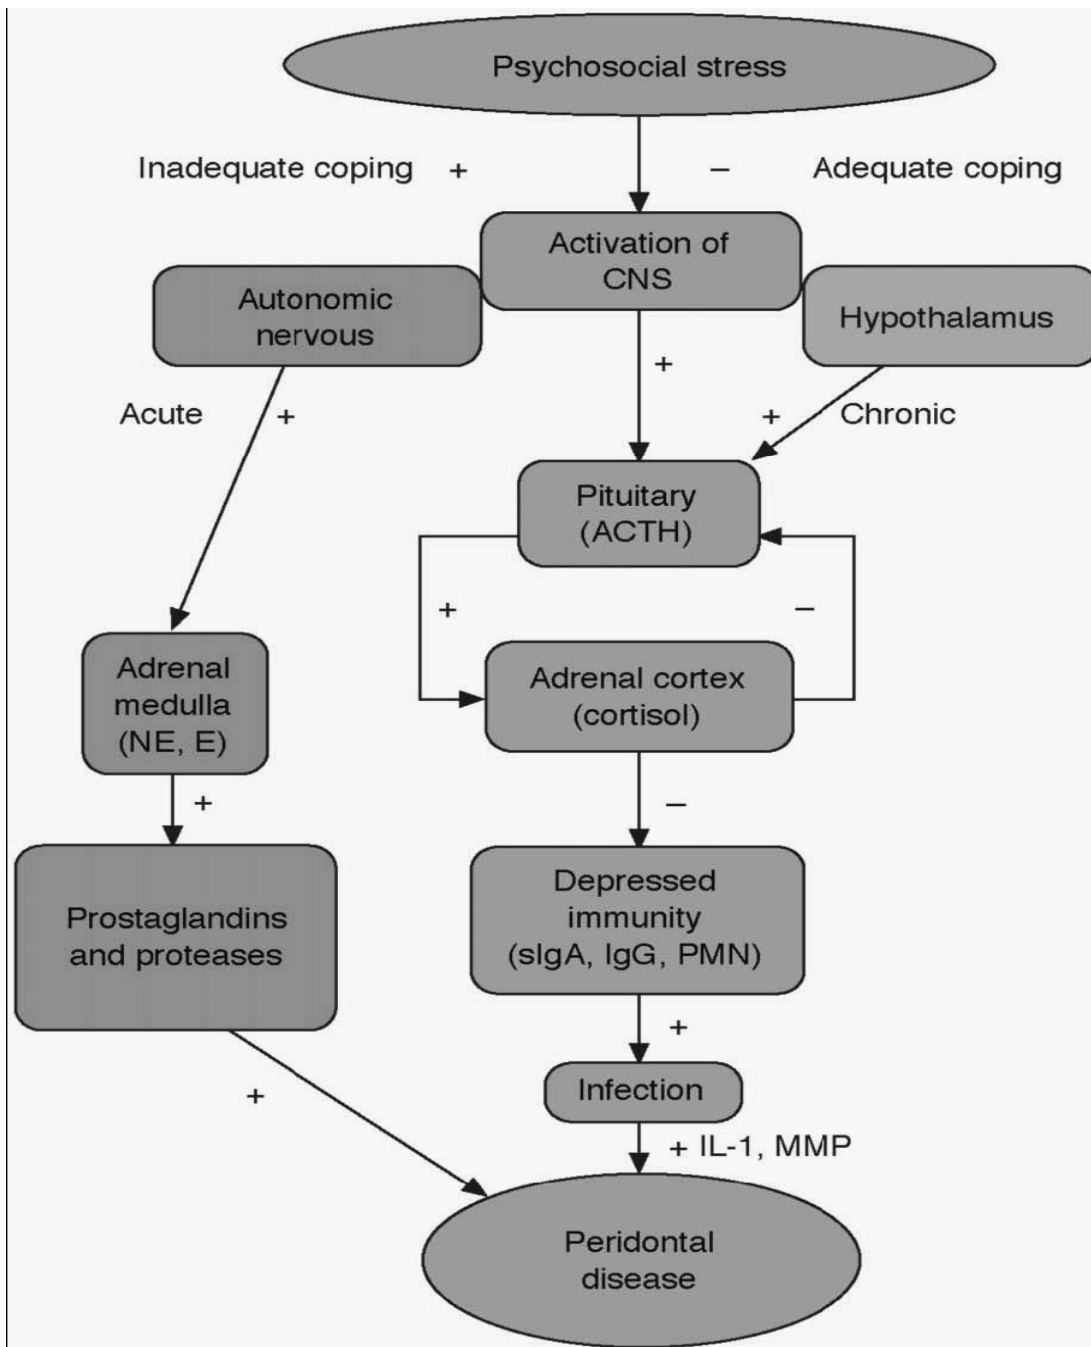 Psychosocial stress
Inadequate coping + – Adequate coping
Activation of
CNS
Autonomic
nervous
Hypothalamus
+
Acute +
+ Chronic
Pituitary
(ACTH)
+ –
Adrenal
medulla
(NE, E)
Adrenal cortex
(cortisol)
+
–
Prostaglandins
and proteases
Depressed
immunity
(sIgA, IgG, PMN)
+
+
Infection
+ IL-1, MMP
Peridontal
disease